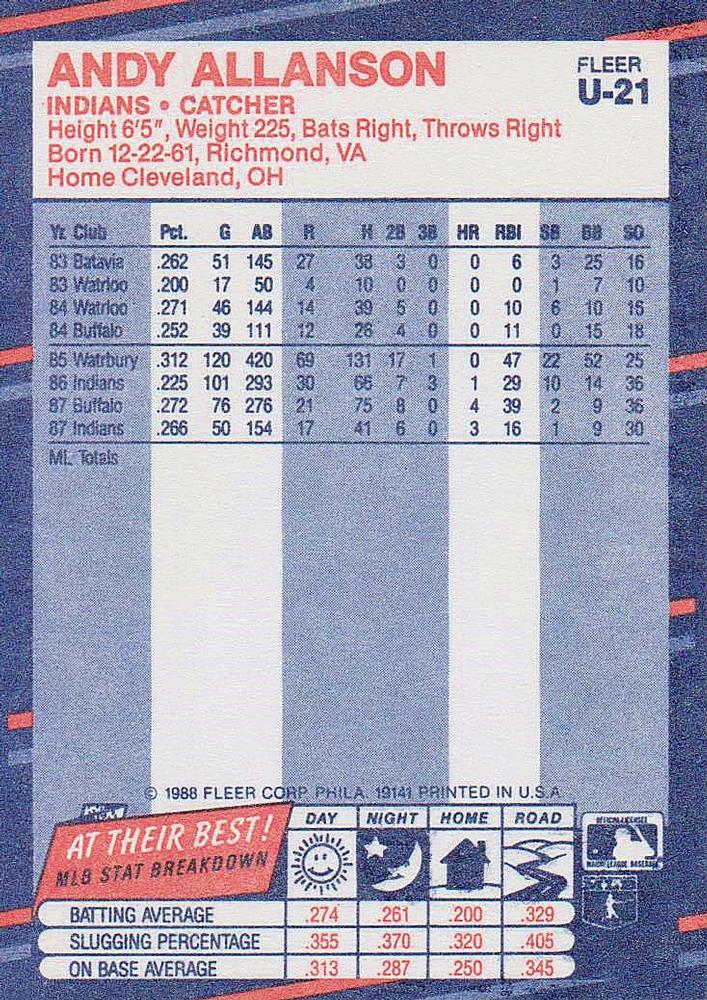 ANDY ALLANSON
FLEER
U-21
INDIANS • CATCHER
Height 6'5", Weight 225, Bats Right, Throws Right
Born 12-22-61, Richmond, VA
Home Cleveland, OH
Yr. Club Pct. G AB R H 2B 3B HR RBI SB BB SO
83 Batavia .262 51 145 27 38 3 0 0 6 3 25 16
83 Watrloo .200 17 50 4 10 0 0 0 0 1 7 10
84 Watrloo .271 46 144 14 39 5 0 0 10 6 10 16
84 Buffalo .252 39 111 12 28 4 0 0 11 0 15 18
85 Watrbury .312 120 420 69 131 17 1 0 47 22 52 25
86 Indians .225 101 293 30 66 7 3 1 29 10 14 36
87 Buffalo .272 76 276 21 75 8 0 4 39 2 9 36
87 Indians .266 50 154 17 41 6 0 3 16 1 9 30
ML Totals
© 1988 FLEER CORP. PHILA. 19141 PRINTED IN U.S.A
AT THEIR BEST!
MLB STAT BREAKDOWN
DAY NIGHT HOME ROAD
BATTING AVERAGE .274 .261 .200 .329
SLUGGING PERCENTAGE .355 .370 .320 .405
ON BASE AVERAGE .313 .287 .250 .345
OFFICIAL LICENSEE
MAJOR LEAGUE BASEBALL